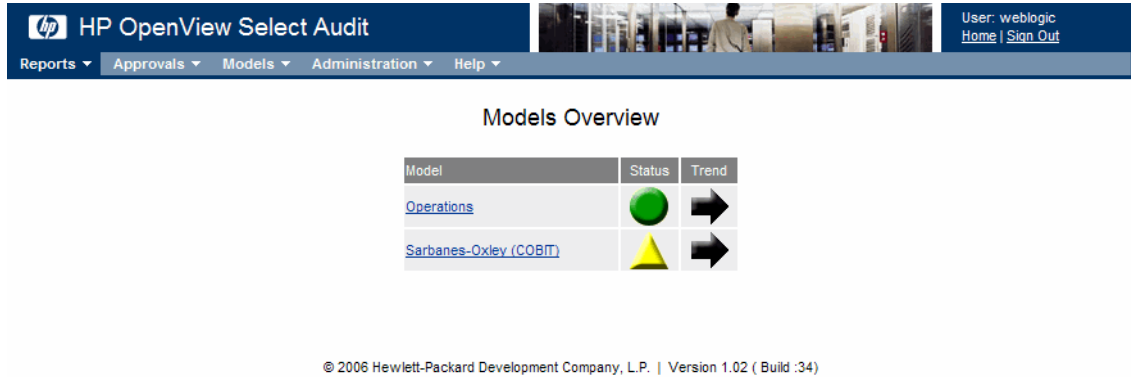 hp HP OpenView Select Audit
User: weblogic
Home | Sign Out
Reports Approvals Models Administration Help
Models Overview
Model Status Trend
Operations
Sarbanes-Oxley (COBIT)
© 2006 Hewlett-Packard Development Company, L.P. | Version 1.02 ( Build :34)